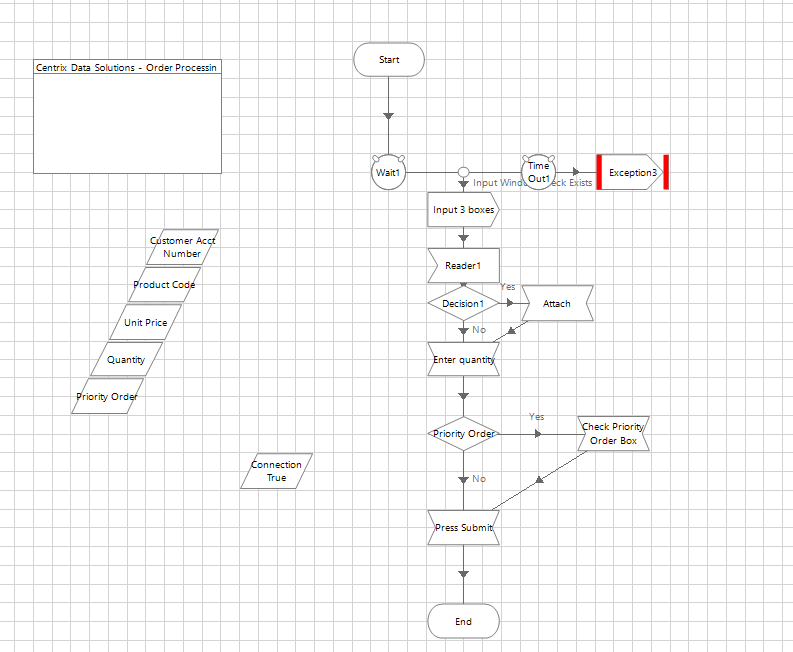 Start
Centrix Data Solutions - Order Processin
Wait1
Time
Out1
Exception3
Input Wind eck Exists
Input 3 boxes
Customer Acct
Number
Reader1
Product Code
Yes
Decision1
Attach
Unit Price
No
Quantity
Enter quantity
Priority Order
Yes
Priority Order
Check Priority
Order Box
Connection
True
No
Press Submit
End